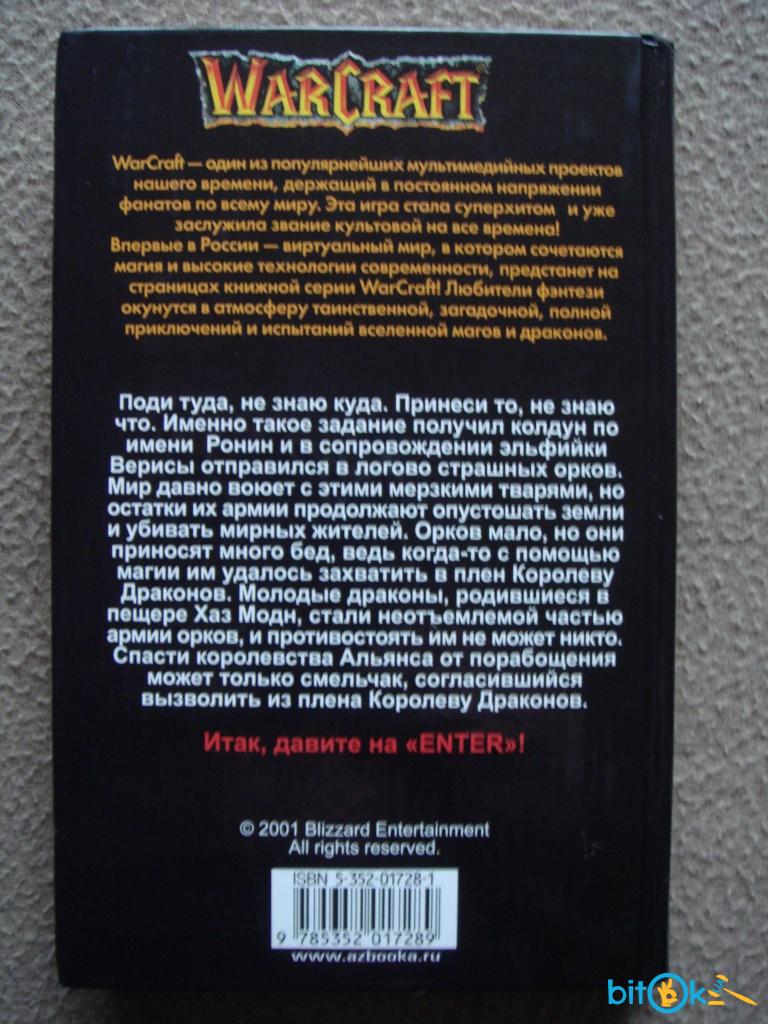 WARCRAFT
WarCraft — один из популярнейших мультимедийных проектов
нашего времени, держащий в постоянном напряжении
фанатов по всему миру. Эта игра стала суперхитом и уже
заслужила звание культовой на все времена!
Впервые в России — виртуальный мир, в котором сочетаются
магия и высокие технологии современности, предстанет на
страницах книжной серии WarCraft! Любители фэнтези
окунутся в атмосферу таинственной, загадочной, полной
приключений и испытаний вселенной магов и драконов.
Поди туда, не знаю куда. Принеси то, не знаю
что. Именно такое задание получил колдун по
имени Ронин и в сопровождении эльфийки
Верисы отправился в логово страшных орков.
Мир давно воюет с этими мерзкими тварями, но
остатки их армии продолжают опустошать земли
и убивать мирных жителей. Орков мало, но они
приносят много бед, ведь когда-то с помощью
магии им удалось захватить в плен Королеву
Драконов. Молодые драконы, родившиеся в
пещере Хаз Модн, стали неотъемлемой частью
армии орков, и противостоять им не может никто.
Спасти королевства Альянса от порабощения
может только смельчак, согласившийся
вызволить из плена Королеву Драконов.
Итак, давите на «ENTER»!
© 2001 Blizzard Entertainment
All rights reserved.
ISBN 5-352-01728-1
9 785352 017289
www.azbooka.ru
bitOk